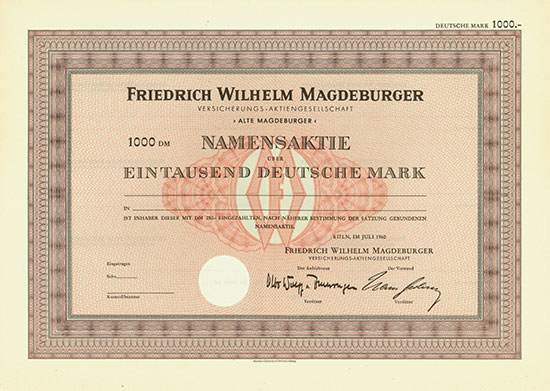 DEUTSCHE MARK 1000.-
FRIEDRICH WILHELM MAGDEBURGER
VERSICHERUNGS-AKTIENGESELLSCHAFT
› ALTE MAGDEBURGER ‹
1000 DM NAMENSAKTIE
ÜBER
EINTAUSEND DEUTSCHE MARK
IN
IST INHABER DIESER MIT DM 250.- EINGEZAHLTEN, NACH NÄHERER BESTIMMUNG DER SATZUNG GEBUNDENEN
NAMENSAKTIE
KÖLN, IM JULI 1960
FRIEDRICH WILHELM MAGDEBURGER
VERSICHERUNGS-AKTIENGESELLSCHAFT
Eingetragen
Der Aufsichtsrat Der Vorstand
Seite
Kontrollbeamter
Vorsitzer Vorsitzer